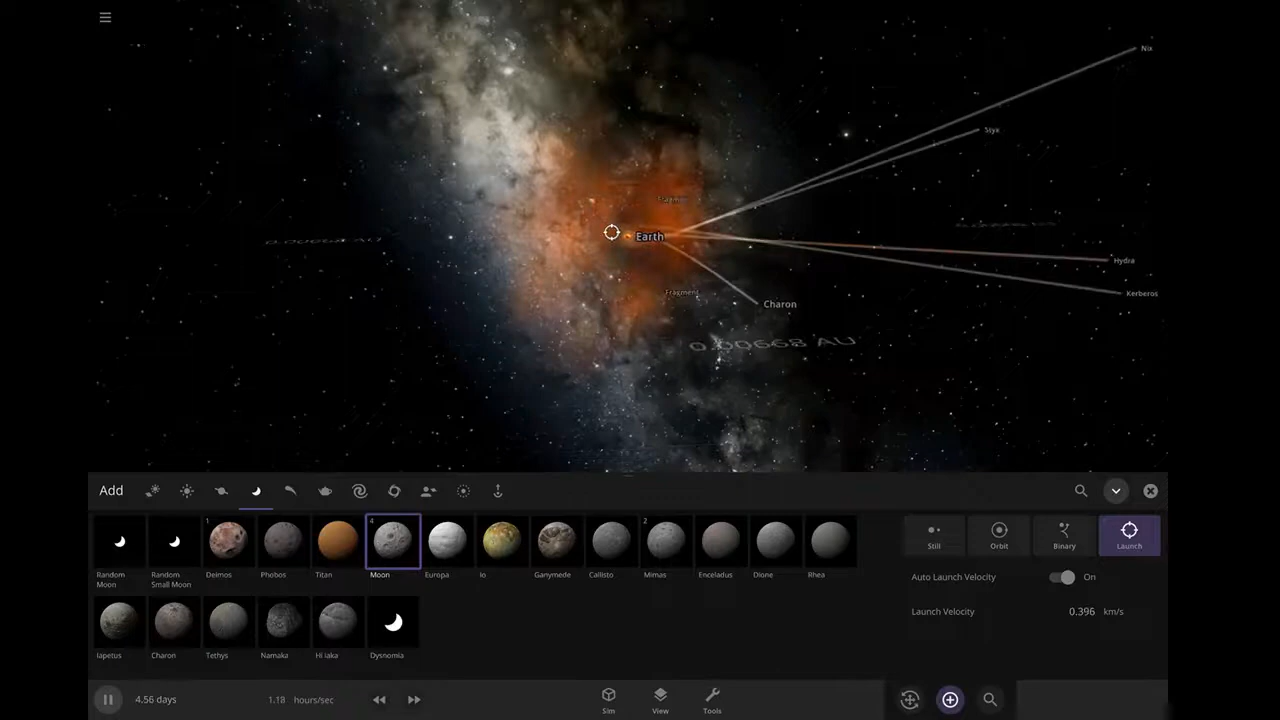 Nix
Styx
Fragment
Earth
Hydra
Fragment
Kerberos
Charon
0.00668 AU
0.00668 AU
Add
1
4
2
Random Moon
Random Small Moon
Deimos
Phobos
Titan
Moon
Europa
Io
Ganymede
Callisto
Mimas
Enceladus
Dione
Rhea
Iapetus
Charon
Tethys
Namaka
Hi'iaka
Dysnomia
Still
Orbit
Binary
Launch
Auto Launch Velocity
On
Launch Velocity
0.396 km/s
4.56 days
1.18 hours/sec
Sim
View
Tools